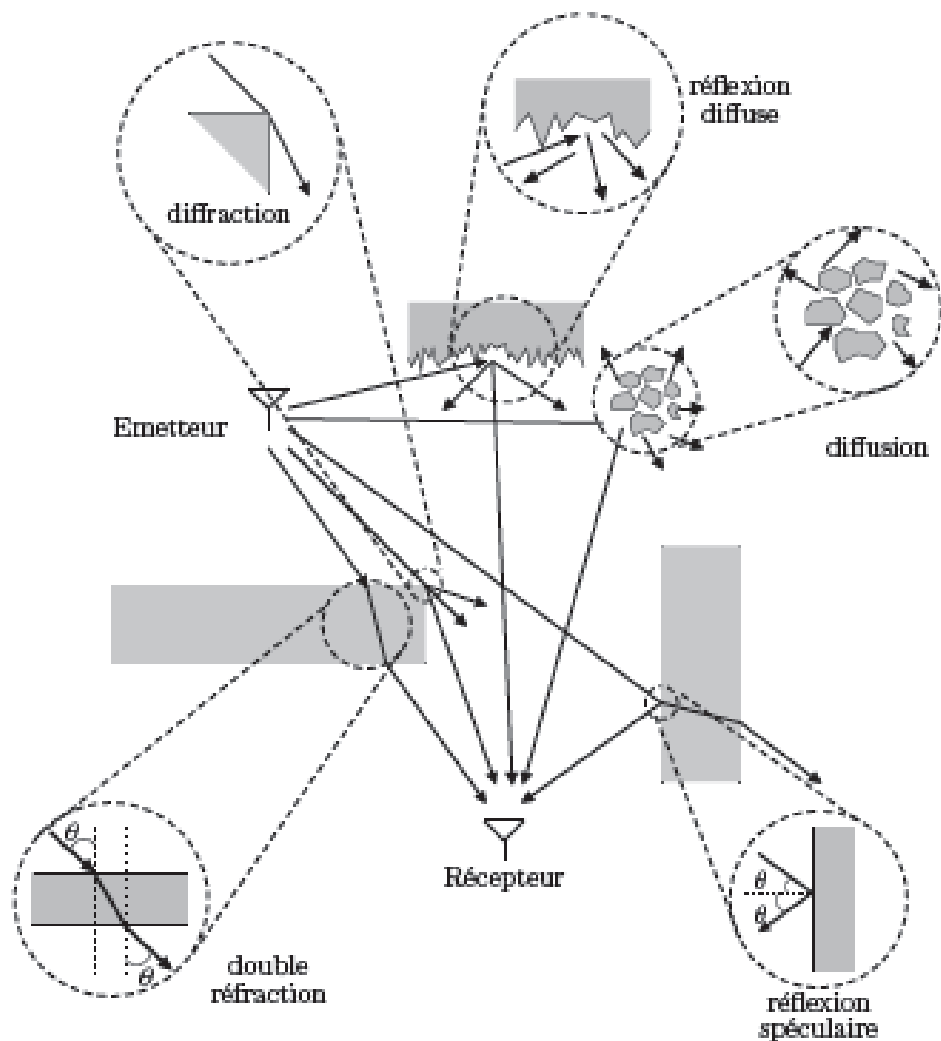 réflexion
diffuse
diffraction
Emetteur
diffusion
Récepteur
θ
θ
double
réfraction
θ
θ
réflexion
spéculaire